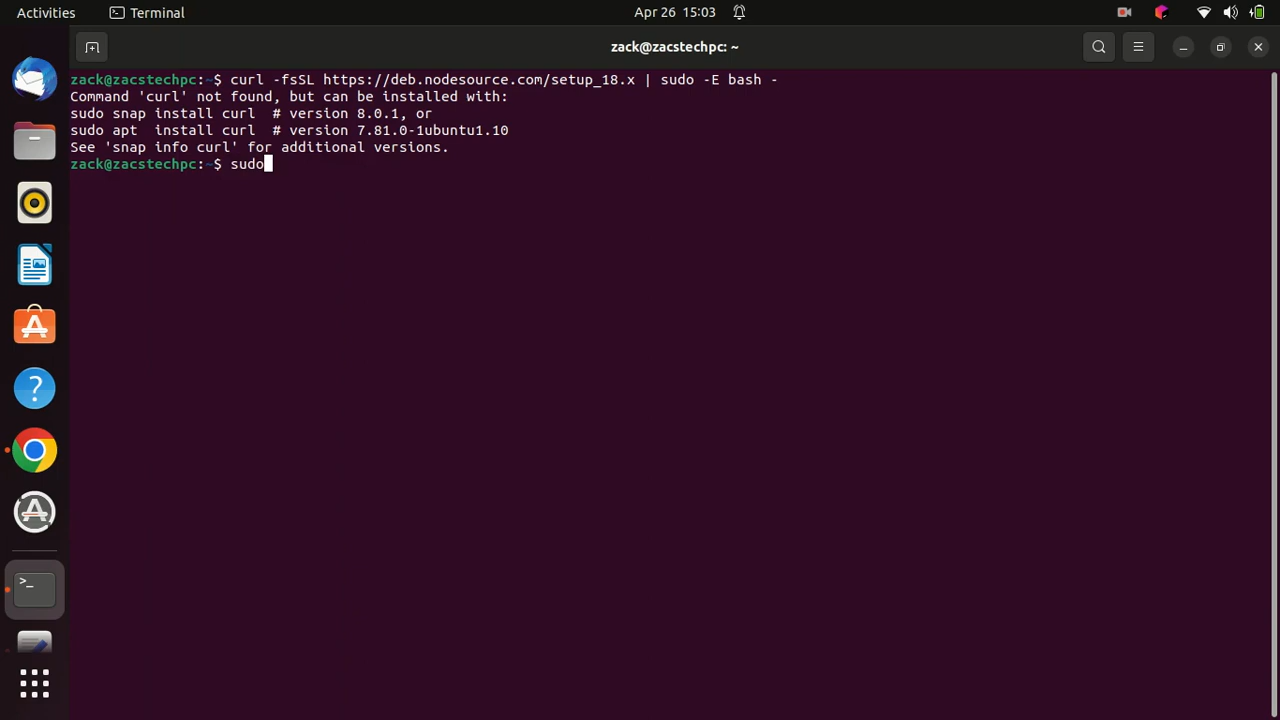 Activities
Terminal
Apr 26 15:03
zack@zacstechpc: ~
zack@zacstechpc:~$ curl -fsSL https://deb.nodesource.com/setup_18.x | sudo -E bash -
Command 'curl' not found, but can be installed with:
sudo snap install curl  # version 8.0.1, or
sudo apt  install curl  # version 7.81.0-1ubuntu1.10
See 'snap info curl' for additional versions.
zack@zacstechpc:~$ sudo